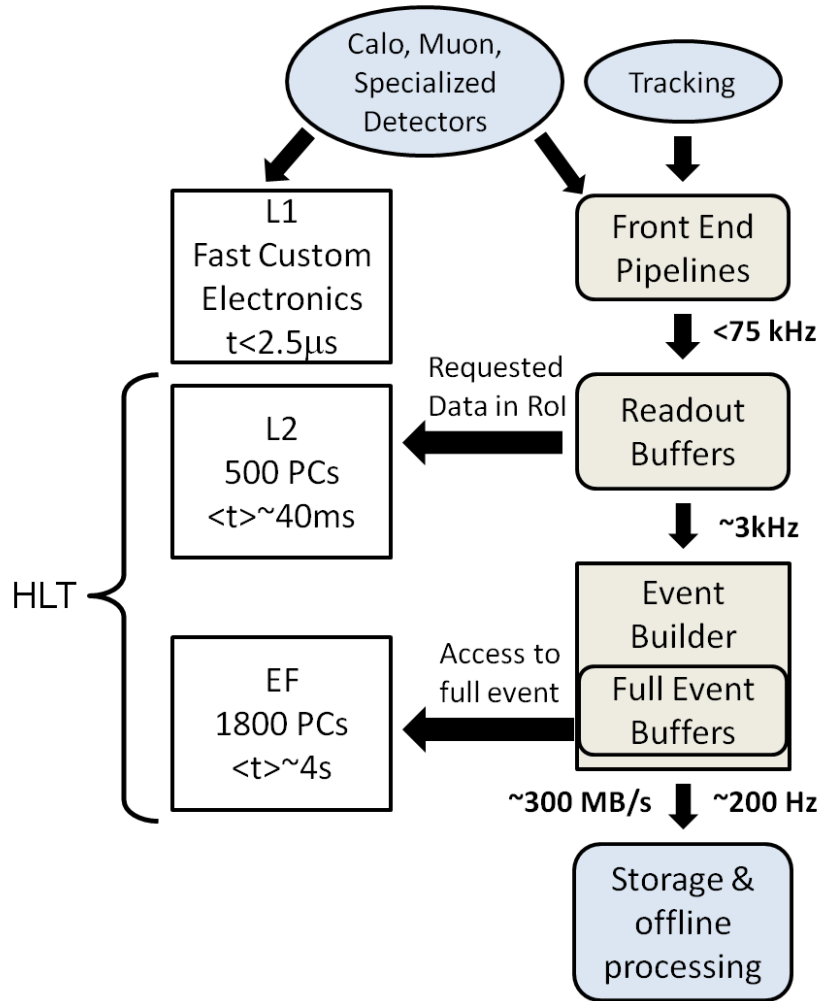 Calo, Muon,
Specialized
Detectors
Tracking
L1
Fast Custom
Electronics
t<2.5μs
Front End
Pipelines
<75 kHz
Requested
Data in RoI
L2
500 PCs
<t>~40ms
Readout
Buffers
~3kHz
HLT
Event
Builder
Access to
full event
EF
1800 PCs
<t>~4s
Full Event
Buffers
~300 MB/s
~200 Hz
Storage &
offline
processing